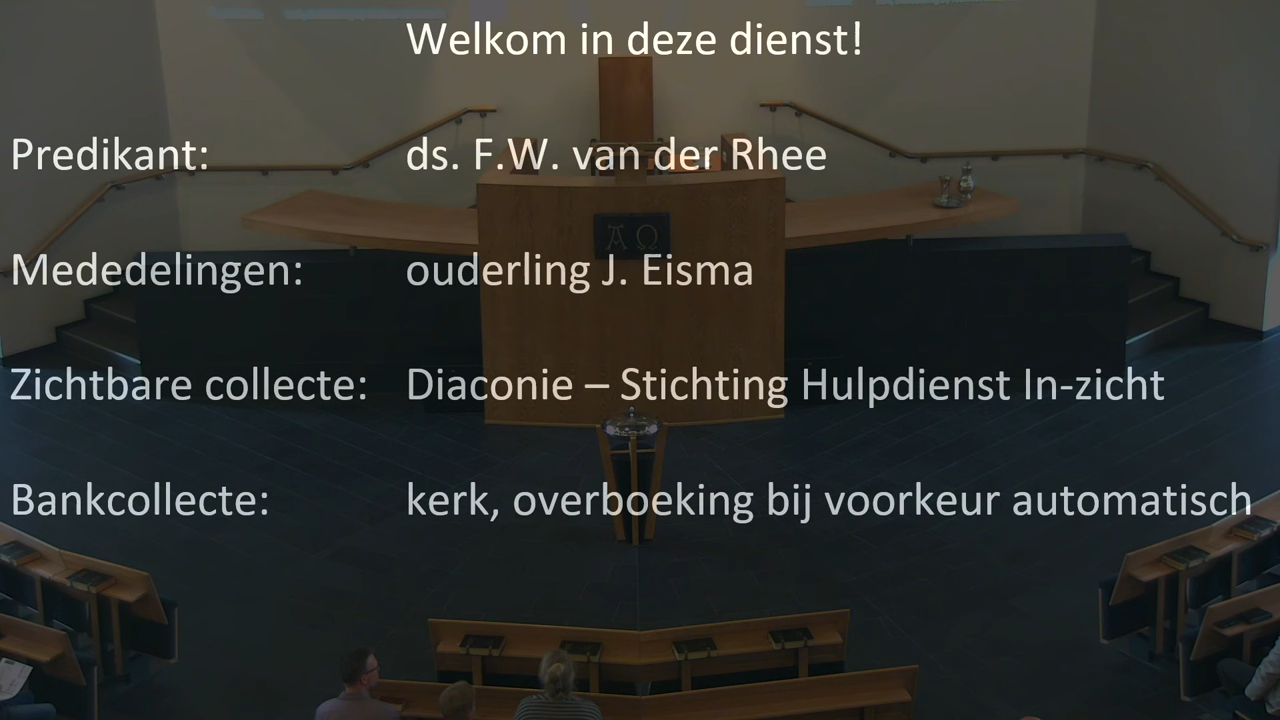 Welkom in deze dienst!
Predikant: ds. F.W. van der Rhee
Mededelingen: ouderling J. Eisma
Zichtbare collecte: Diaconie – Stichting Hulpdienst In-zicht
Bankcollecte: kerk, overboeking bij voorkeur automatisch
Α Ω